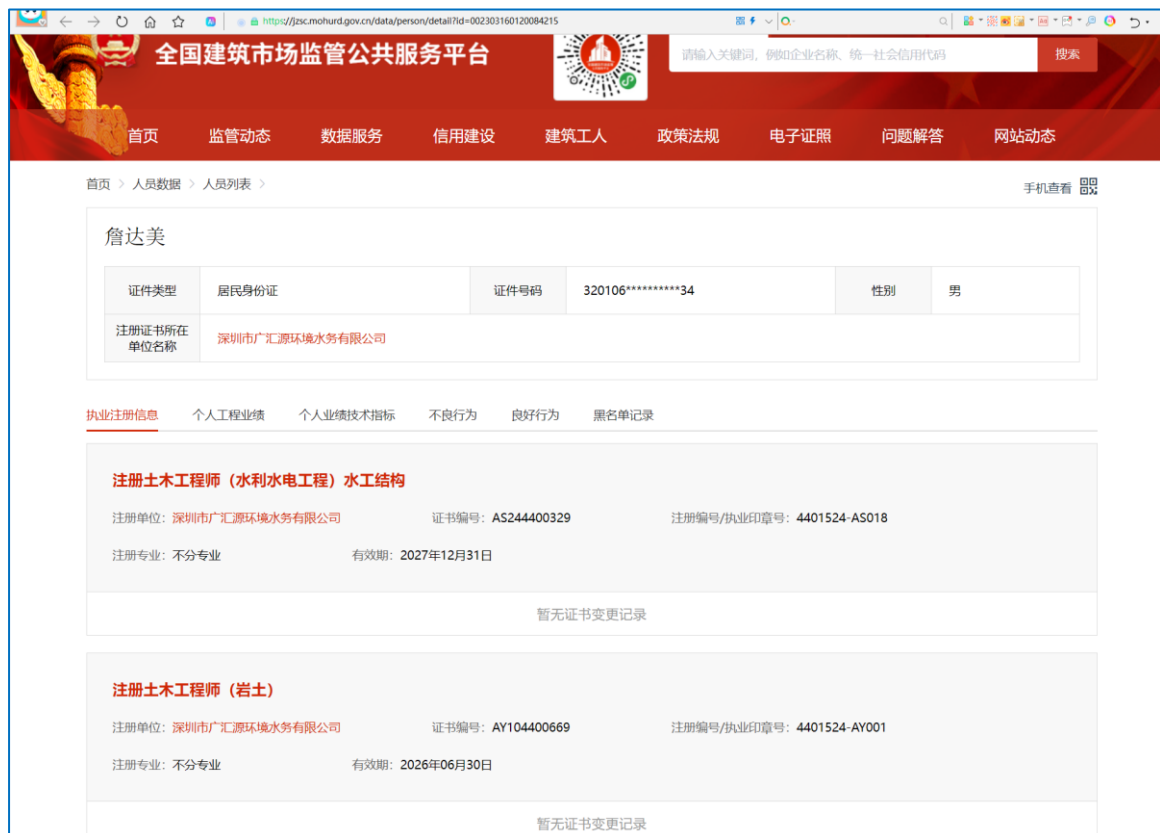 https://jzsc.mohurd.gov.cn/data/person/detail?id=002303160120084215
全国建筑市场监管公共服务平台
请输入关键词，例如企业名称、统一社会信用代码
搜索
首页 监管动态 数据服务 信用建设 建筑工人 政策法规 电子证照 问题解答 网站动态
首页 > 人员数据 > 人员列表 >
手机查看
詹达美
证件类型 居民身份证 证件号码 320106**********34 性别 男
注册证书所在
单位名称
深圳市广汇源环境水务有限公司
执业注册信息 个人工程业绩 个人业绩技术指标 不良行为 良好行为 黑名单记录
注册土木工程师（水利水电工程）水工结构
注册单位：深圳市广汇源环境水务有限公司 证书编号：AS244400329 注册编号/执业印章号：4401524-AS018
注册专业：不分专业 有效期：2027年12月31日
暂无证书变更记录
注册土木工程师（岩土）
注册单位：深圳市广汇源环境水务有限公司 证书编号：AY104400669 注册编号/执业印章号：4401524-AY001
注册专业：不分专业 有效期：2026年06月30日
暂无证书变更记录